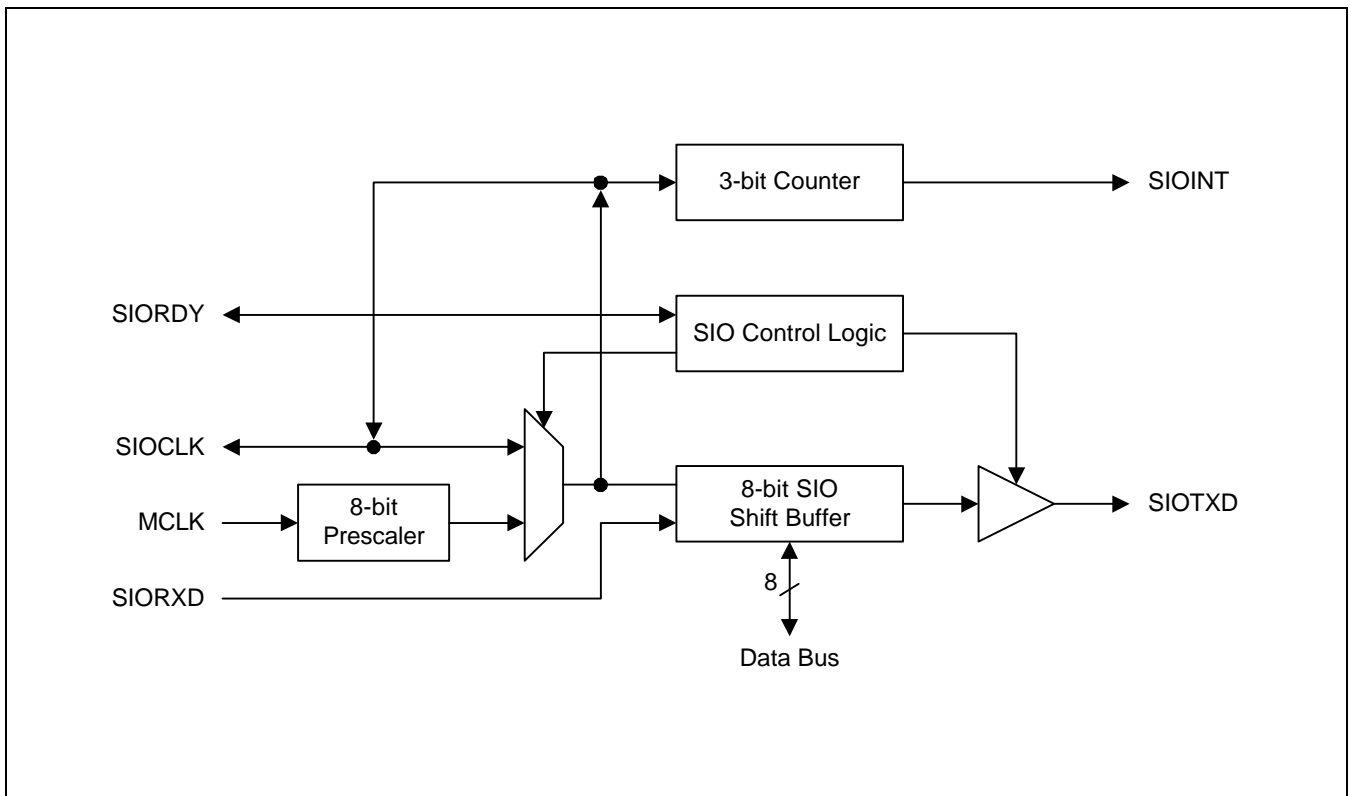 3-bit Counter
SIOINT
SIORDY
SIO Control Logic
SIOCLK
MCLK
8-bit
Prescaler
8-bit SIO
Shift Buffer
SIOTXD
SIORXD
8
Data Bus